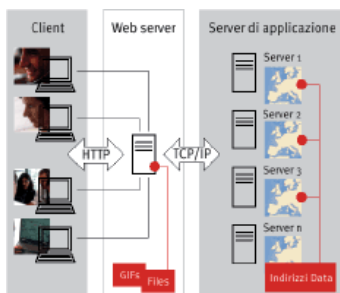 Client
Web server
Server di applicazione
Server 1
Server 2
HTTP
TCP/IP
Server 3
Server n
GIFs
Files
Indirizzi Data